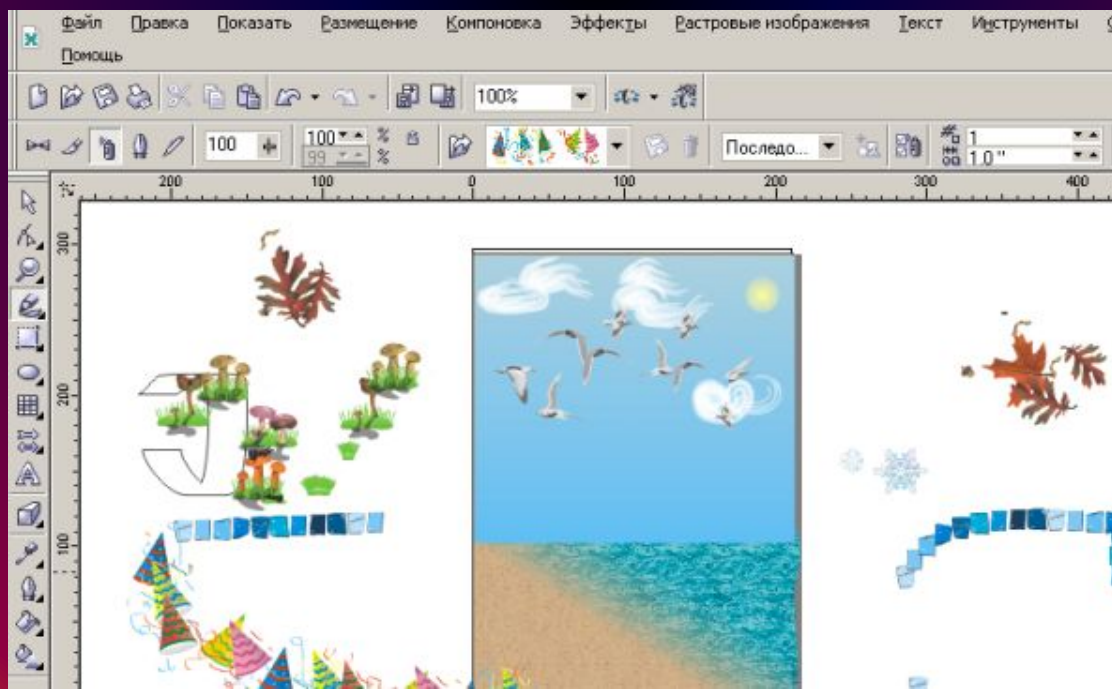 Файл Правка Показать Размещение Компоновка Эффекты Растровые изображения Текст Инструменты
Помощь
100%
100 100 % 99 % Последо... 1 1.0 "
200 100 0 100 200 300 400
300
200
100